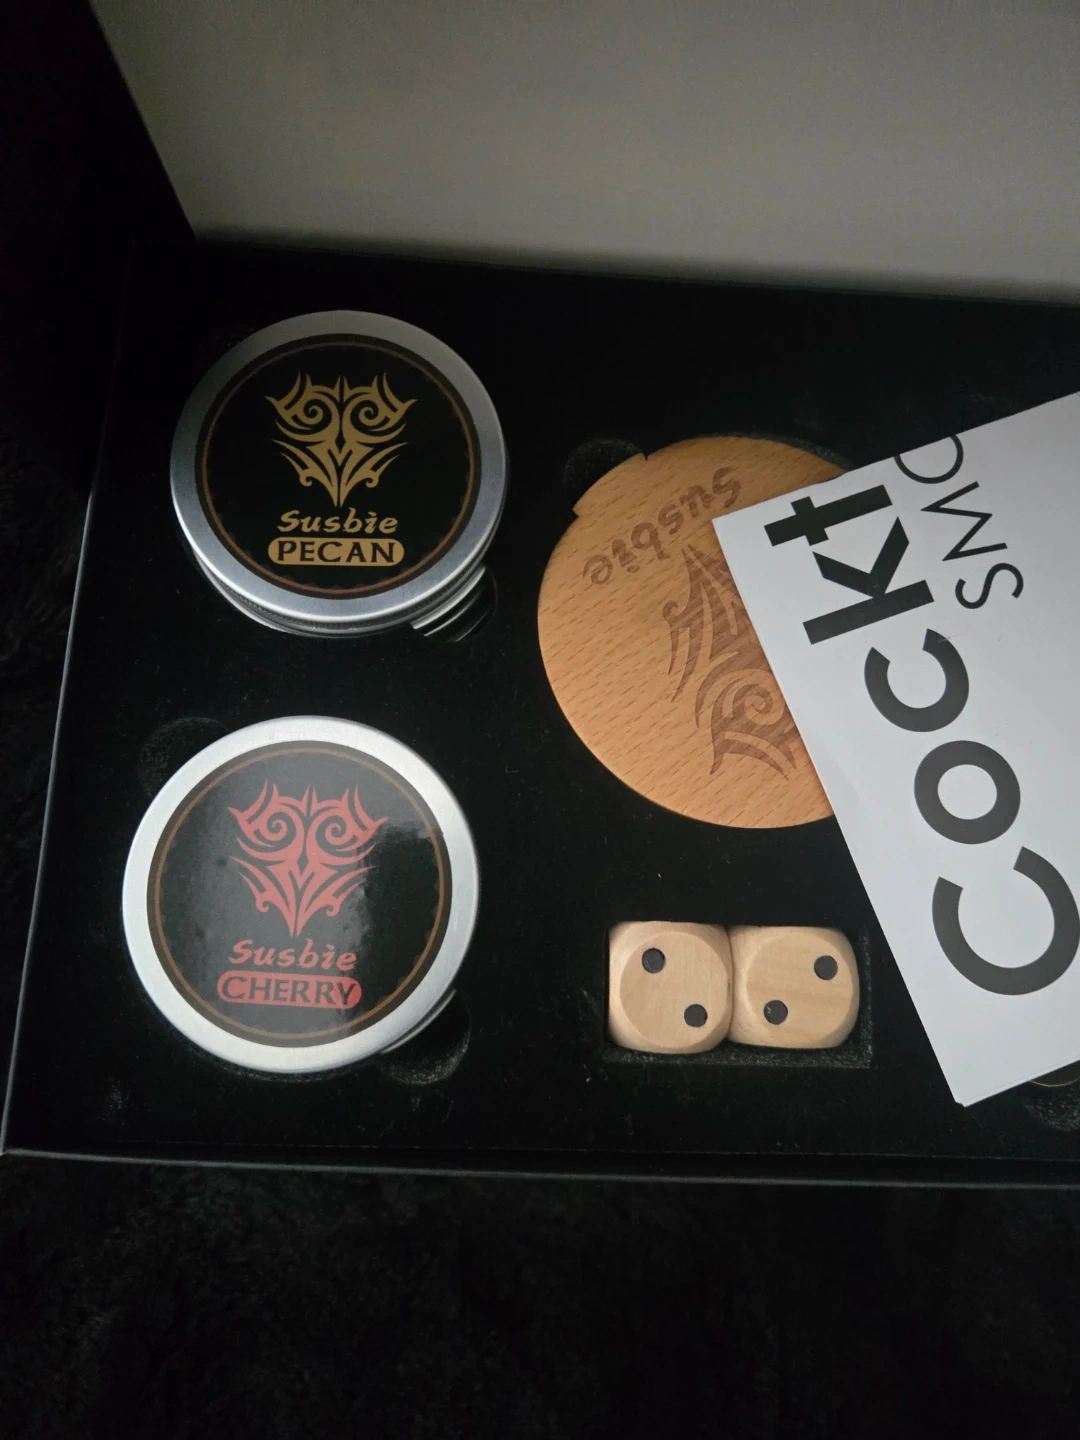 Susbie
PECAN
Susbie
CHERRY
Susbie
Cockt
SMO